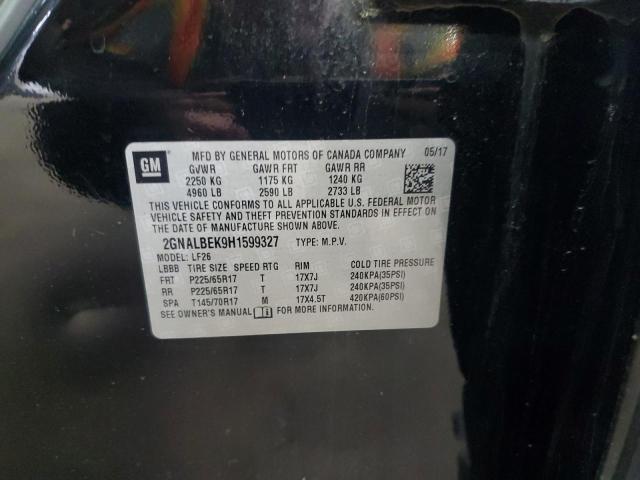 GM
MFD BY GENERAL MOTORS OF CANADA COMPANY 05/17
GVWR GAWR FRT GAWR RR
2250 KG 1175 KG 1240 KG
4960 LB 2590 LB 2733 LB
THIS VEHICLE CONFORMS TO ALL APPLICABLE U.S. FEDERAL MOTOR
VEHICLE SAFETY AND THEFT PREVENTION STANDARDS IN EFFECT ON
THE DATE OF MANUFACTURE SHOWN ABOVE.
2GNALBEK9H1599327 TYPE: M.P.V.
MODEL: LF26
LBBB TIRE SIZE SPEED RTG RIM COLD TIRE PRESSURE
FRT P225/65R17 T 17X7J 240KPA(35PSI)
RR P225/65R17 T 17X7J 240KPA(35PSI)
SPA T145/70R17 M 17X4.5T 420KPA(60PSI)
SEE OWNER'S MANUAL FOR MORE INFORMATION.